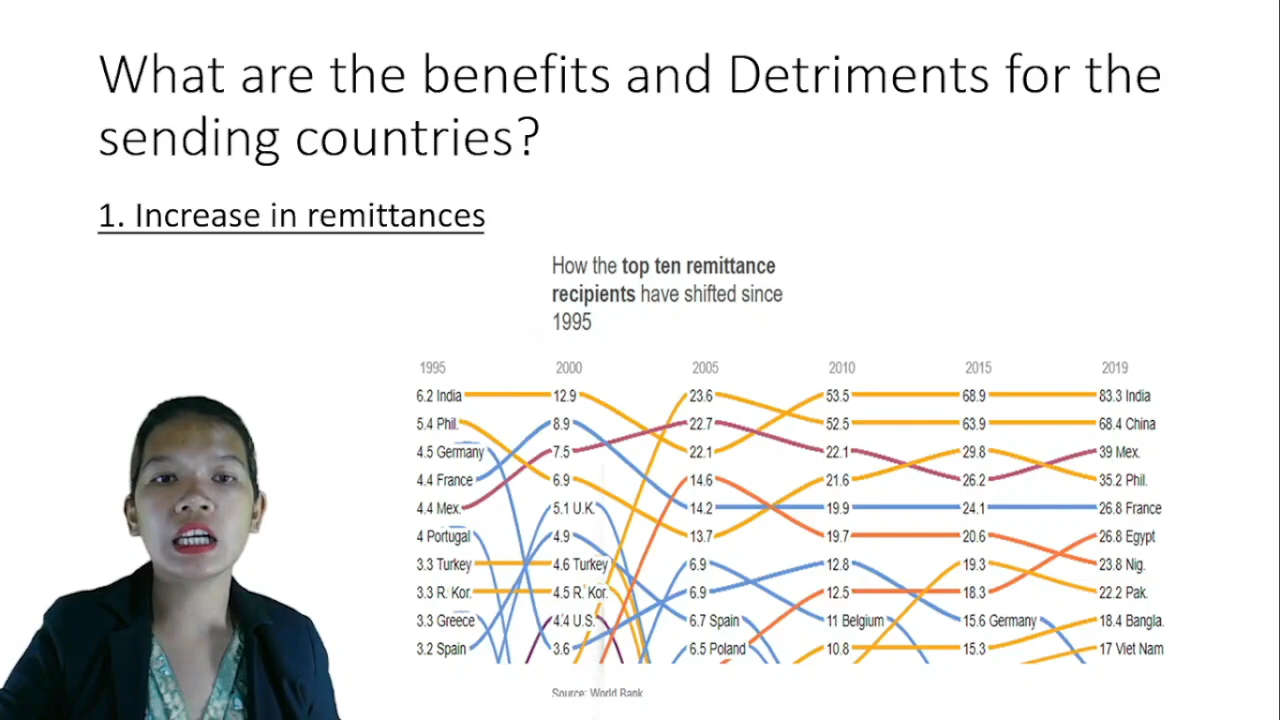 What are the benefits and Detriments for the
sending countries?
1. Increase in remittances
How the top ten remittance
recipients have shifted since
1995
1995 2000 2005 2010 2015 2019
6.2 India 12.9 23.6 53.5 68.9 83.3 India
5.4 Phil. 8.9 22.7 52.5 63.9 68.4 China
4.5 Germany 7.5 22.1 22.1 29.8 39 Mex.
4.4 France 6.9 14.6 21.6 26.2 35.2 Phil.
4.4 Mex. 5.1 U.K. 14.2 19.9 24.1 26.8 France
4 Portugal 4.9 13.7 19.7 20.6 26.8 Egypt
3.3 Turkey 4.6 Turkey 6.9 12.8 19.3 23.8 Nig.
3.3 R. Kor. 4.5 R. Kor. 6.9 12.5 18.3 22.2 Pak.
3.3 Greece 4.4 U.S. 6.7 Spain 11 Belgium 15.6 Germany 18.4 Bangla.
3.2 Spain 3.6 6.5 Poland 10.8 15.3 17 Viet Nam
Source: World Bank